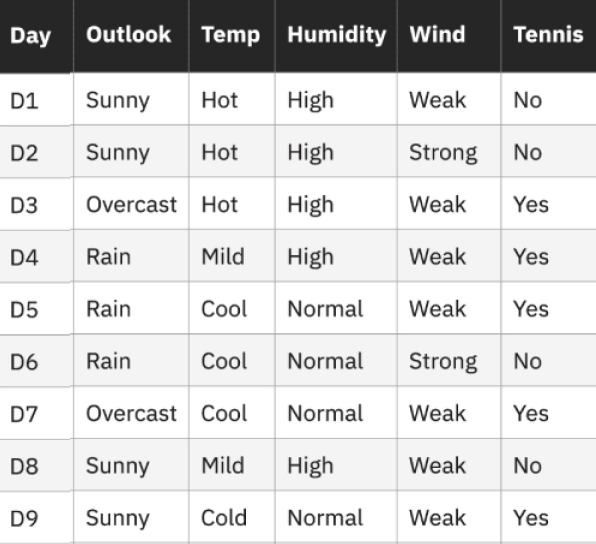 Day Outlook Temp Humidity Wind Tennis
D1 Sunny Hot High Weak No
D2 Sunny Hot High Strong No
D3 Overcast Hot High Weak Yes
D4 Rain Mild High Weak Yes
D5 Rain Cool Normal Weak Yes
D6 Rain Cool Normal Strong No
D7 Overcast Cool Normal Weak Yes
D8 Sunny Mild High Weak No
D9 Sunny Cold Normal Weak Yes